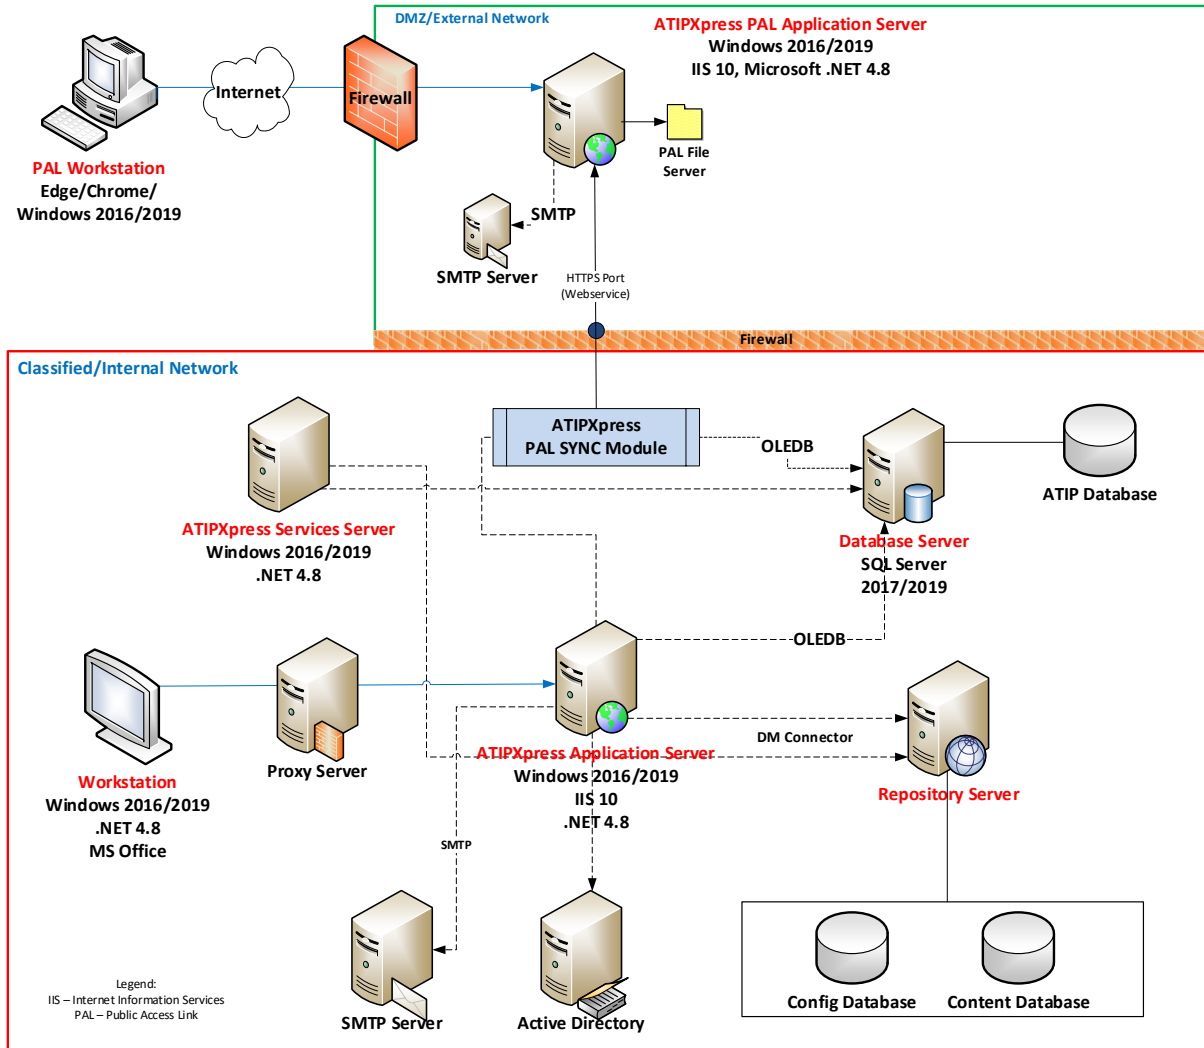 DMZ/External Network
ATIPXpress PAL Application Server
Windows 2016/2019
IIS 10, Microsoft .NET 4.8
Internet
Firewall
PAL Workstation
Edge/Chrome/
Windows 2016/2019
PAL File
Server
SMTP
SMTP Server
HTTPS Port
(Webservice)
Firewall
Classified/Internal Network
ATIPXpress
PAL SYNC Module
OLEDB
ATIP Database
ATIPXpress Services Server
Windows 2016/2019
.NET 4.8
Database Server
SQL Server
2017/2019
OLEDB
DM Connector
Proxy Server
ATIPXpress Application Server
Windows 2016/2019
IIS 10
.NET 4.8
Workstation
Windows 2016/2019
.NET 4.8
MS Office
Repository Server
SMTP
Config Database
Content Database
Legend:
IIS – Internet Information Services
PAL – Public Access Link
SMTP Server
Active Directory